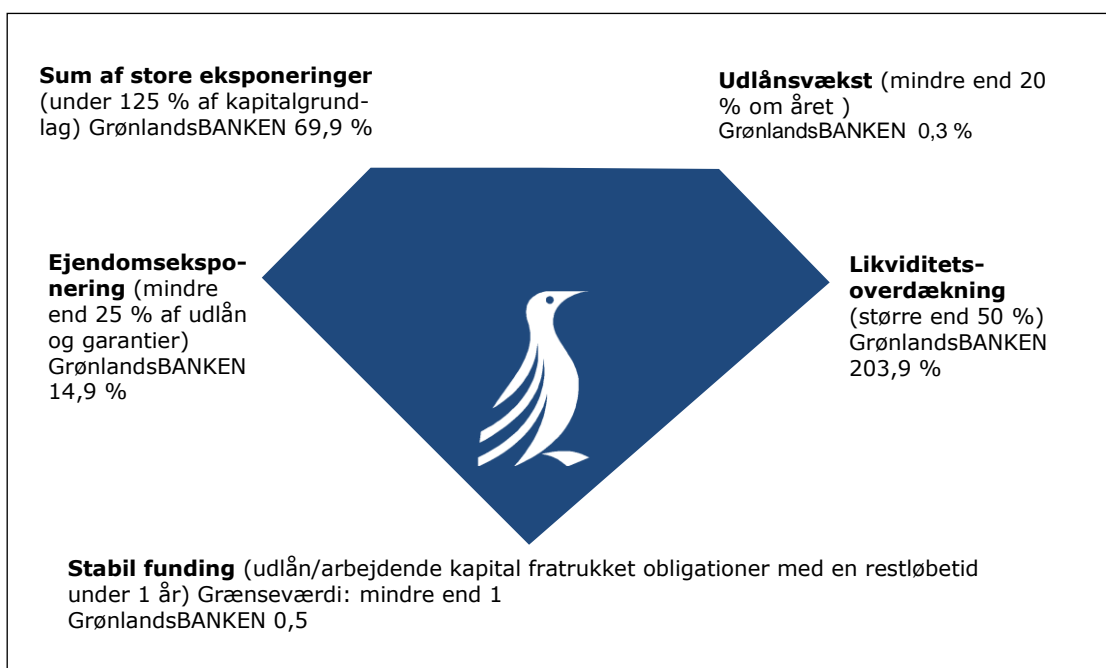 Sum af store eksponeringer
(under 125 % af kapitalgrund-
lag) GrønlandsBANKEN 69,9 %
Udlånsvækst (mindre end 20
% om året )
GrønlandsBANKEN 0,3 %
Ejendomsekspo-
nering (mindre
end 25 % af udlån
og garantier)
GrønlandsBANKEN
14,9 %
Likviditets-
overdækning
(større end 50 %)
GrønlandsBANKEN
203,9 %
Stabil funding (udlån/arbejdende kapital fratrukket obligationer med en restløbetid
under 1 år) Grænseværdi: mindre end 1
GrønlandsBANKEN 0,5